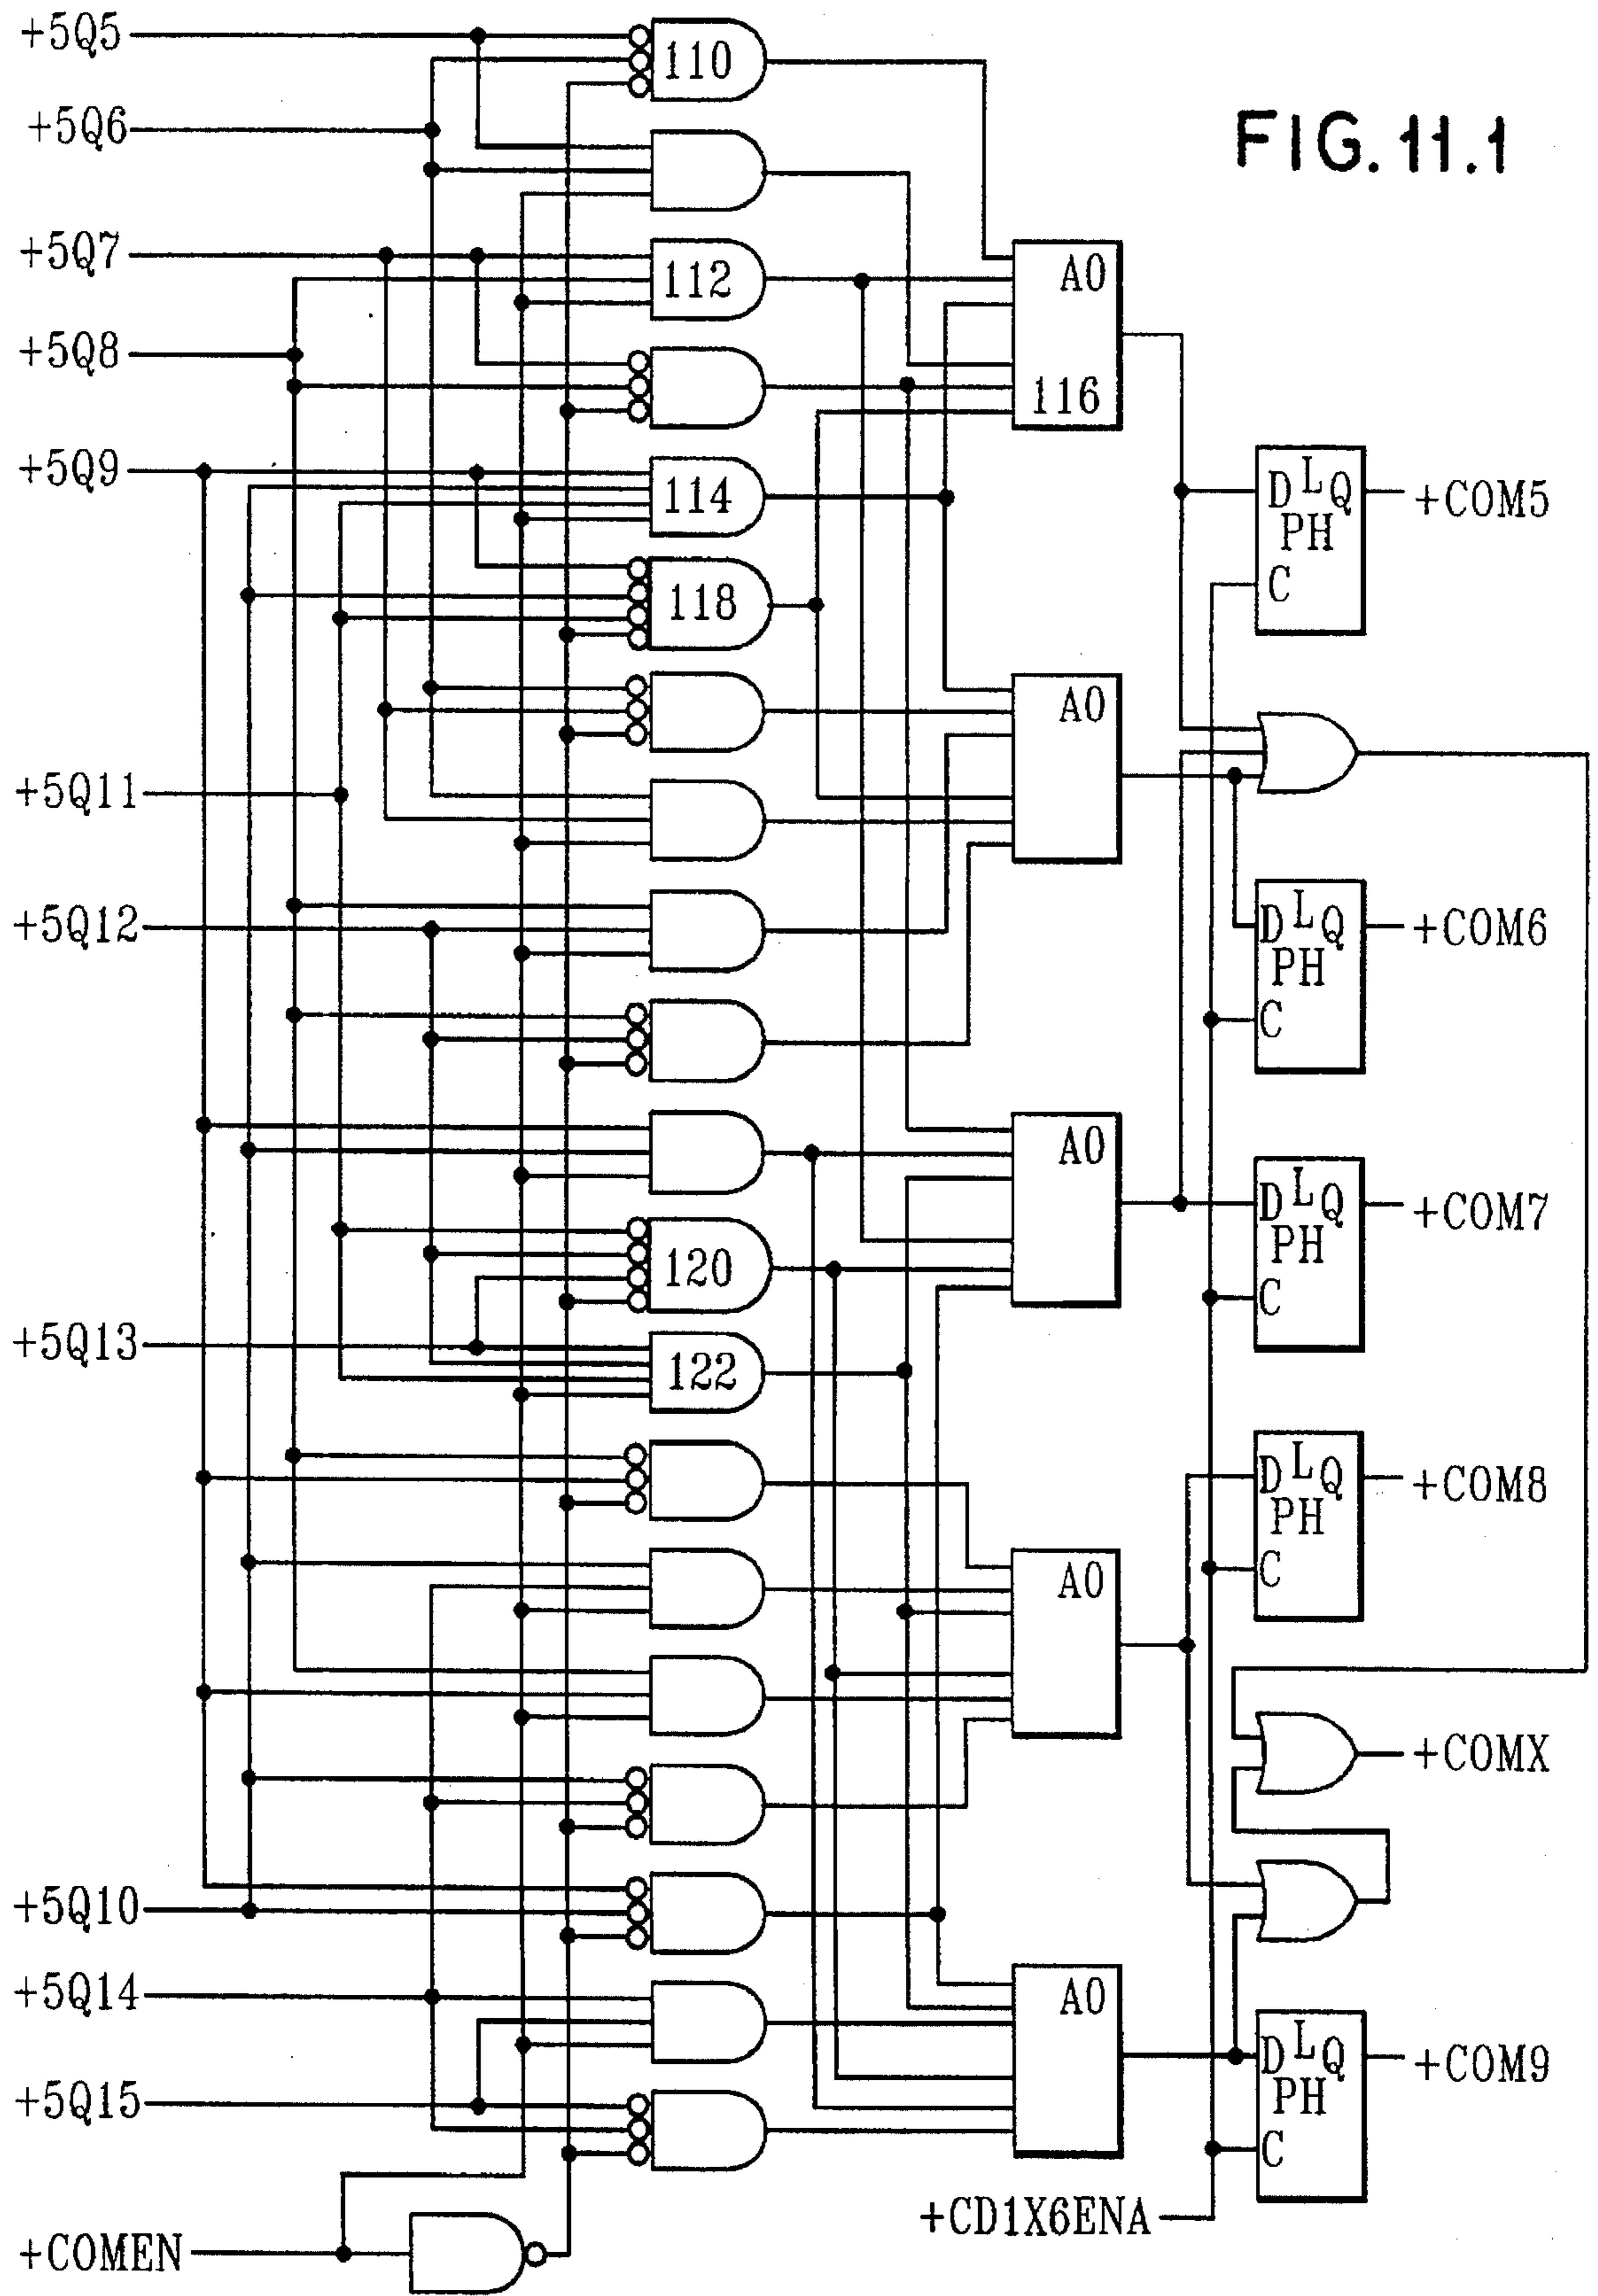 +5Q5
110
FIG. 11.1
+5Q6
+5Q7
112
A0
+5Q8
116
+5Q9
114
D L Q
PH
C
+COM5
118
A0
+5Q11
+5Q12
D L Q
PH
C
+COM6
A0
D L Q
PH
C
+COM7
120
+5Q13
122
D L Q
PH
C
+COM8
A0
+COMX
+5Q10
+5Q14
A0
D L Q
PH
C
+COM9
+5Q15
+CD1X6ENA
+COMEN